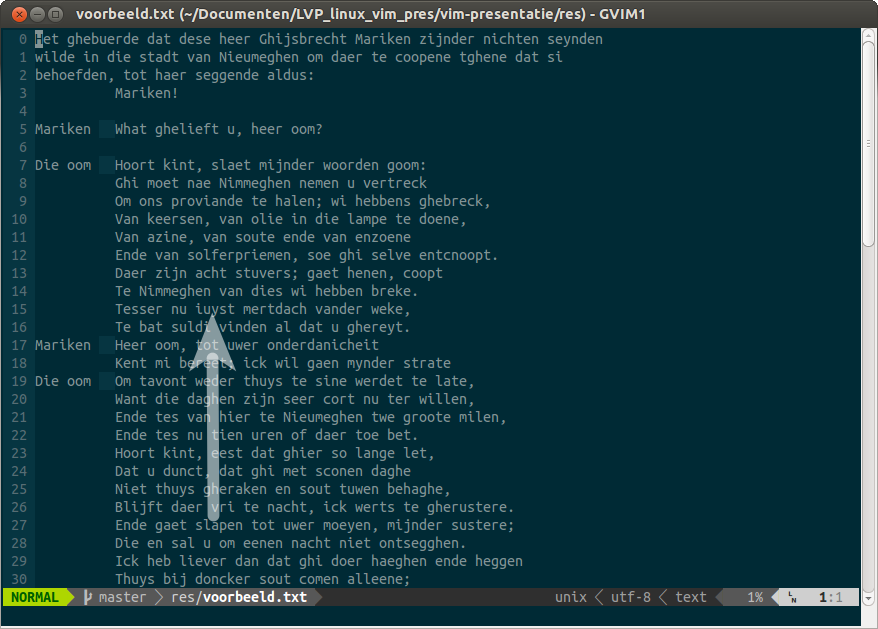 voorbeeld.txt (~/Documenten/LVP_linux_vim_pres/vim-presentatie/res) - GVIM1
0 Het ghebuerde dat dese heer Ghijsbrecht Mariken zijnder nichten seynden
1 wilde in die stadt van Nieumeghen om daer te coopene tghene dat si
2 behoefden, tot haer seggende aldus:
3 Mariken!
4
5 Mariken What ghelieft u, heer oom?
6
7 Die oom Hoort kint, slaet mijnder woorden goom:
8 Ghi moet nae Nimmeghen nemen u vertreck
9 Om ons proviande te halen; wi hebbens ghebreck,
10 Van keersen, van olie in die lampe te doene,
11 Van azine, van soute ende van enzoene
12 Ende van solferpriemen, soe ghi selve entcnoopt.
13 Daer zijn acht stuvers; gaet henen, coopt
14 Te Nimmeghen van dies wi hebben breke.
15 Tesser nu iuyst mertdach vander weke,
16 Te bat suldi vinden al dat u ghereyt.
17 Mariken Heer oom, tot uwer onderdanicheit
18 Kent mi bereet; ick wil gaen mynder strate
19 Die oom Om tavont weder thuys te sine werdet te late,
20 Want die daghen zijn seer cort nu ter willen,
21 Ende tes van hier te Nieumeghen twe groote milen,
22 Ende tes nu tien uren of daer toe bet.
23 Hoort kint, eest dat ghier so lange let,
24 Dat u dunct, dat ghi met sconen daghe
25 Niet thuys gheraken en sout tuwen behaghe,
26 Blijft daer vri te nacht, ick werts te gherustere.
27 Ende gaet slapen tot uwer moeyen, mijnder sustere;
28 Die en sal u om eenen nacht niet ontsegghen.
29 Ick heb liever dan dat ghi doer haeghen ende heggen
30 Thuys bij doncker sout comen alleene;
NORMAL master res/voorbeeld.txt unix utf-8 text 1% LN 1:1